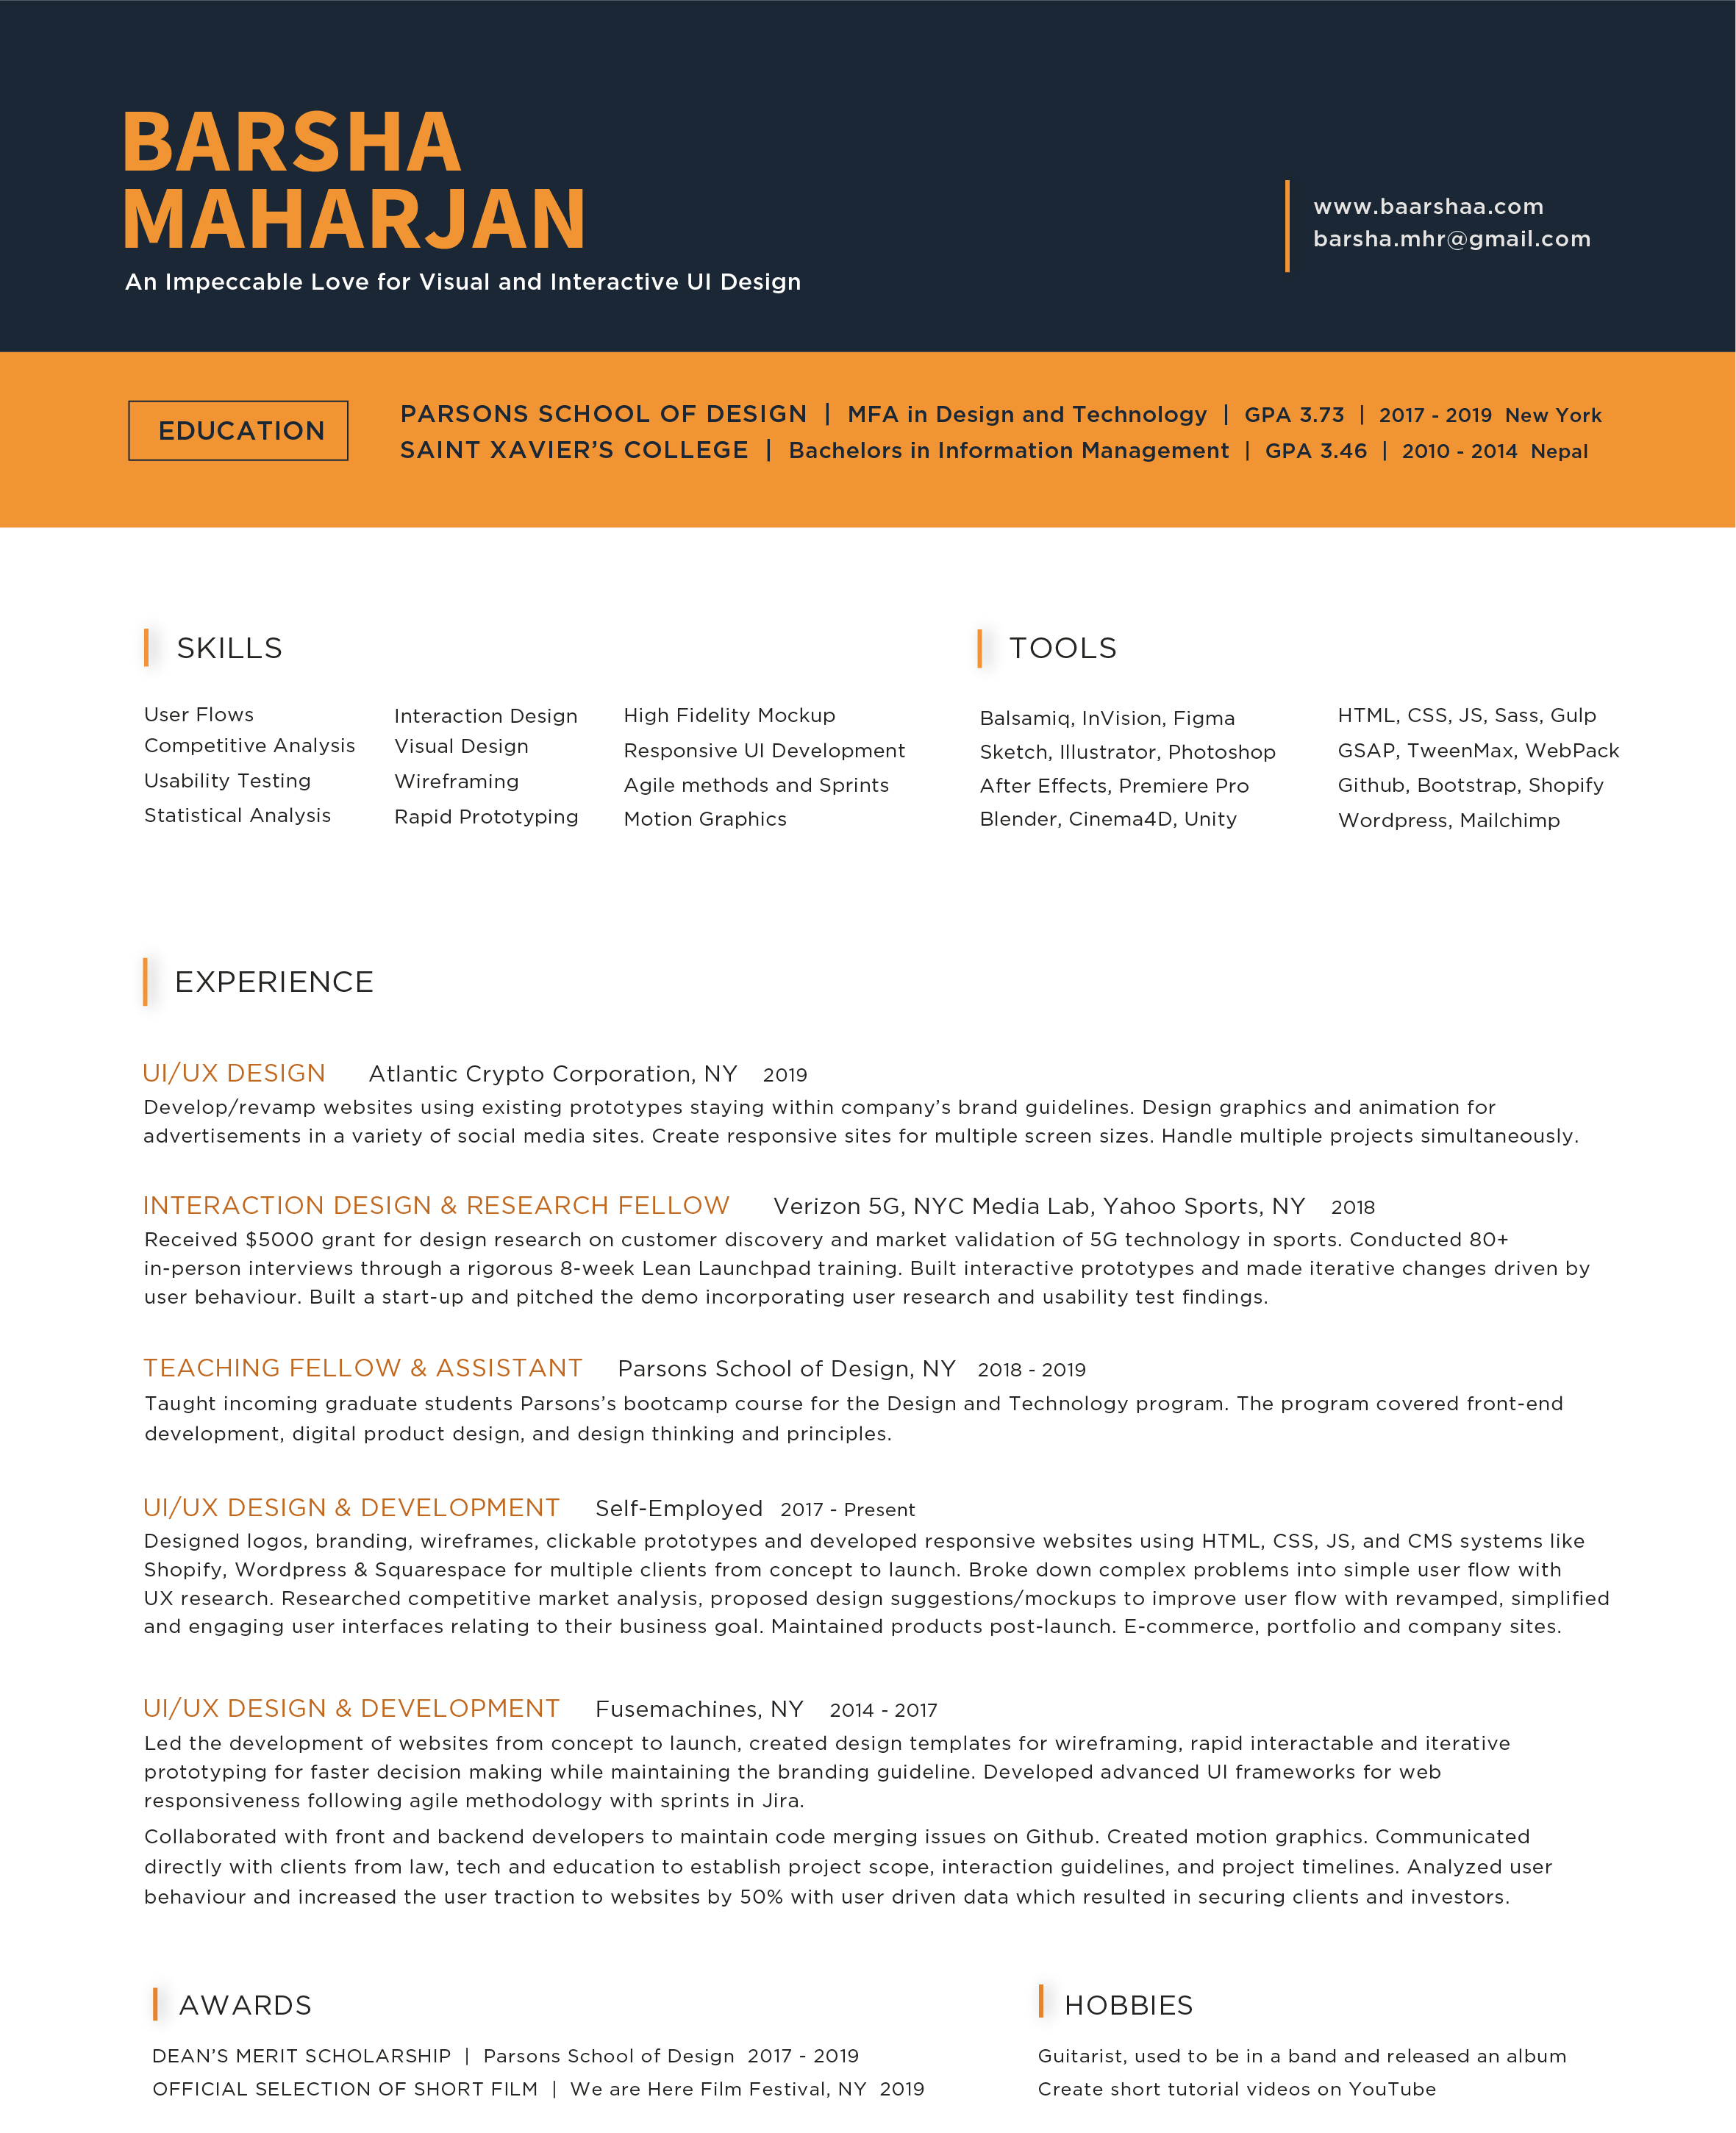 BARSHA
MAHARJAN
An Impeccable Love for Visual and Interactive UI Design
www.baarshaa.com
barsha.mhr@gmail.com
EDUCATION
PARSONS SCHOOL OF DESIGN | MFA in Design and Technology | GPA 3.73 | 2017 - 2019 New York
SAINT XAVIER’S COLLEGE | Bachelors in Information Management | GPA 3.46 | 2010 - 2014 Nepal
SKILLS
User Flows
Competitive Analysis
Usability Testing
Statistical Analysis
Interaction Design
Visual Design
Wireframing
Rapid Prototyping
High Fidelity Mockup
Responsive UI Development
Agile methods and Sprints
Motion Graphics
TOOLS
Balsamiq, InVision, Figma
Sketch, Illustrator, Photoshop
After Effects, Premiere Pro
Blender, Cinema4D, Unity
HTML, CSS, JS, Sass, Gulp
GSAP, TweenMax, WebPack
Github, Bootstrap, Shopify
Wordpress, Mailchimp
EXPERIENCE
UI/UX DESIGN Atlantic Crypto Corporation, NY 2019
Develop/revamp websites using existing prototypes staying within company’s brand guidelines. Design graphics and animation for
advertisements in a variety of social media sites. Create responsive sites for multiple screen sizes. Handle multiple projects simultaneously.
INTERACTION DESIGN & RESEARCH FELLOW Verizon 5G, NYC Media Lab, Yahoo Sports, NY 2018
Received $5000 grant for design research on customer discovery and market validation of 5G technology in sports. Conducted 80+
in-person interviews through a rigorous 8-week Lean Launchpad training. Built interactive prototypes and made iterative changes driven by
user behaviour. Built a start-up and pitched the demo incorporating user research and usability test findings.
TEACHING FELLOW & ASSISTANT Parsons School of Design, NY 2018 - 2019
Taught incoming graduate students Parsons’s bootcamp course for the Design and Technology program. The program covered front-end
development, digital product design, and design thinking and principles.
UI/UX DESIGN & DEVELOPMENT Self-Employed 2017 - Present
Designed logos, branding, wireframes, clickable prototypes and developed responsive websites using HTML, CSS, JS, and CMS systems like
Shopify, Wordpress & Squarespace for multiple clients from concept to launch. Broke down complex problems into simple user flow with
UX research. Researched competitive market analysis, proposed design suggestions/mockups to improve user flow with revamped, simplified
and engaging user interfaces relating to their business goal. Maintained products post-launch. E-commerce, portfolio and company sites.
UI/UX DESIGN & DEVELOPMENT Fusemachines, NY 2014 - 2017
Led the development of websites from concept to launch, created design templates for wireframing, rapid interactable and iterative
prototyping for faster decision making while maintaining the branding guideline. Developed advanced UI frameworks for web
responsiveness following agile methodology with sprints in Jira.
Collaborated with front and backend developers to maintain code merging issues on Github. Created motion graphics. Communicated
directly with clients from law, tech and education to establish project scope, interaction guidelines, and project timelines. Analyzed user
behaviour and increased the user traction to websites by 50% with user driven data which resulted in securing clients and investors.
AWARDS
DEAN’S MERIT SCHOLARSHIP | Parsons School of Design 2017 - 2019
OFFICIAL SELECTION OF SHORT FILM | We are Here Film Festival, NY 2019
HOBBIES
Guitarist, used to be in a band and released an album
Create short tutorial videos on YouTube